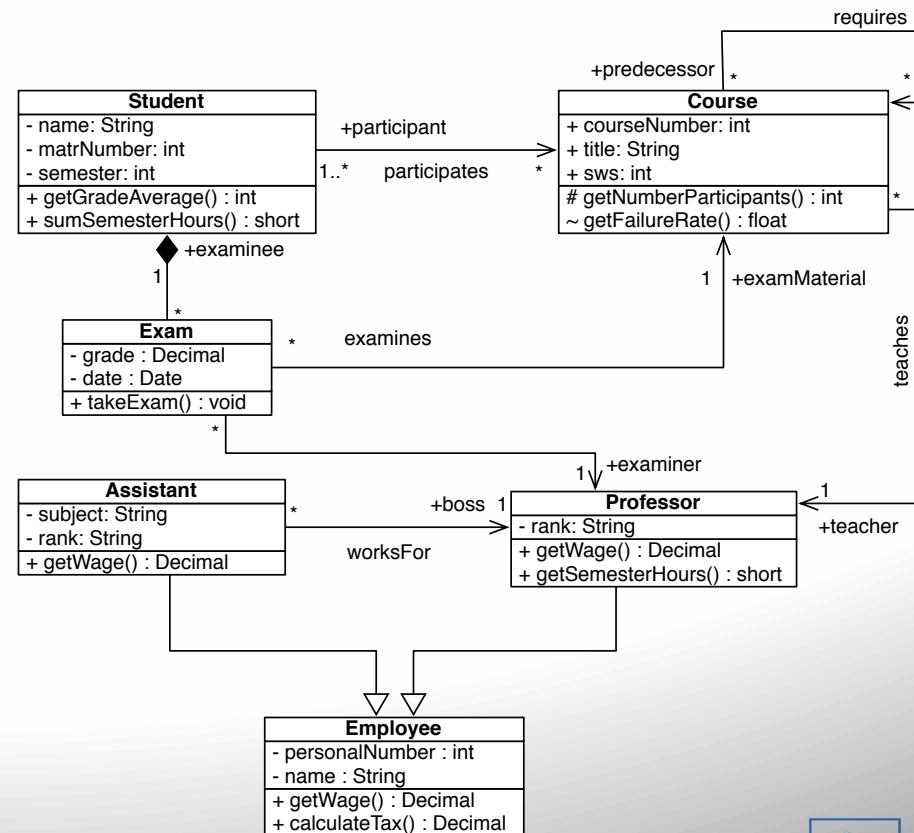 requires
+predecessor
*
*
Student
- name: String
- matrNumber: int
- semester: int
+ getGradeAverage() : int
+ sumSemesterHours() : short
+participant
1..*
participates
*
Course
+ courseNumber: int
+ title: String
+ sws: int
# getNumberParticipants() : int
~ getFailureRate() : float
*
+examinee
1
*
1
+examMaterial
Exam
- grade : Decimal
- date : Date
+ takeExam() : void
*
examines
teaches
*
1
+examiner
Assistant
- subject: String
- rank: String
+ getWage() : Decimal
*
worksFor
+boss
1
Professor
- rank: String
+ getWage() : Decimal
+ getSemesterHours() : short
1
+teacher
Employee
- personalNumber : int
- name : String
+ getWage() : Decimal
+ calculateTax() : Decimal